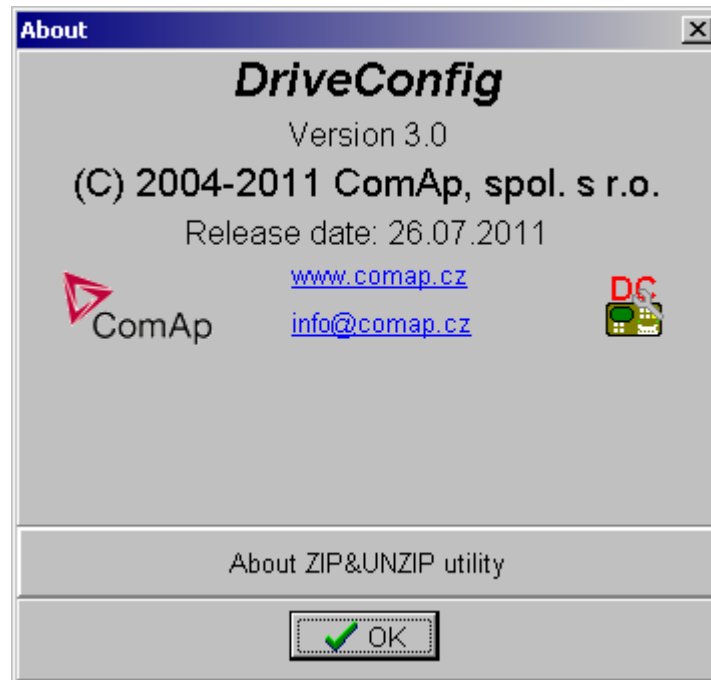 About
DriveConfig
Version 3.0
(C) 2004-2011 ComAp, spol. s r.o.
Release date: 26.07.2011
www.comap.cz
DC
ComAp
info@comap.cz
About ZIP&UNZIP utility
OK